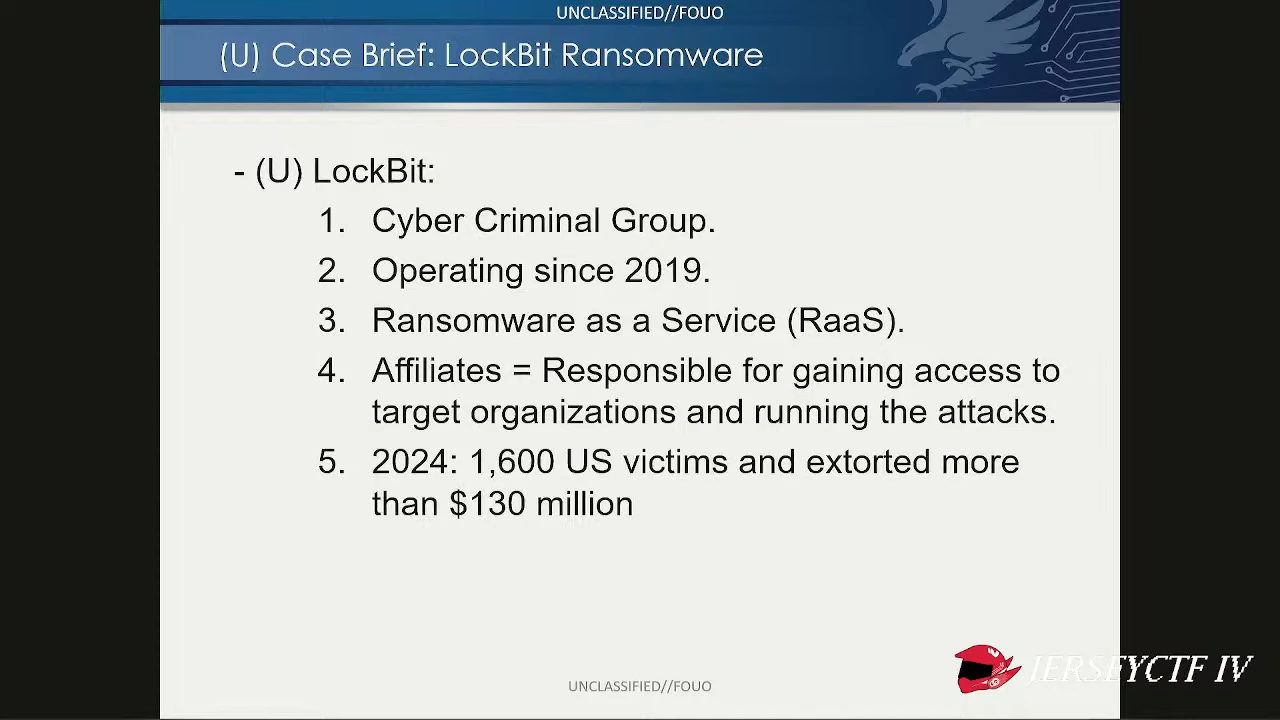 UNCLASSIFIED//FOUO
(U) Case Brief: LockBit Ransomware
- (U) LockBit:
1. Cyber Criminal Group.
2. Operating since 2019.
3. Ransomware as a Service (RaaS).
4. Affiliates = Responsible for gaining access to
target organizations and running the attacks.
5. 2024: 1,600 US victims and extorted more
than $130 million
JERSEYCTF IV
UNCLASSIFIED//FOUO